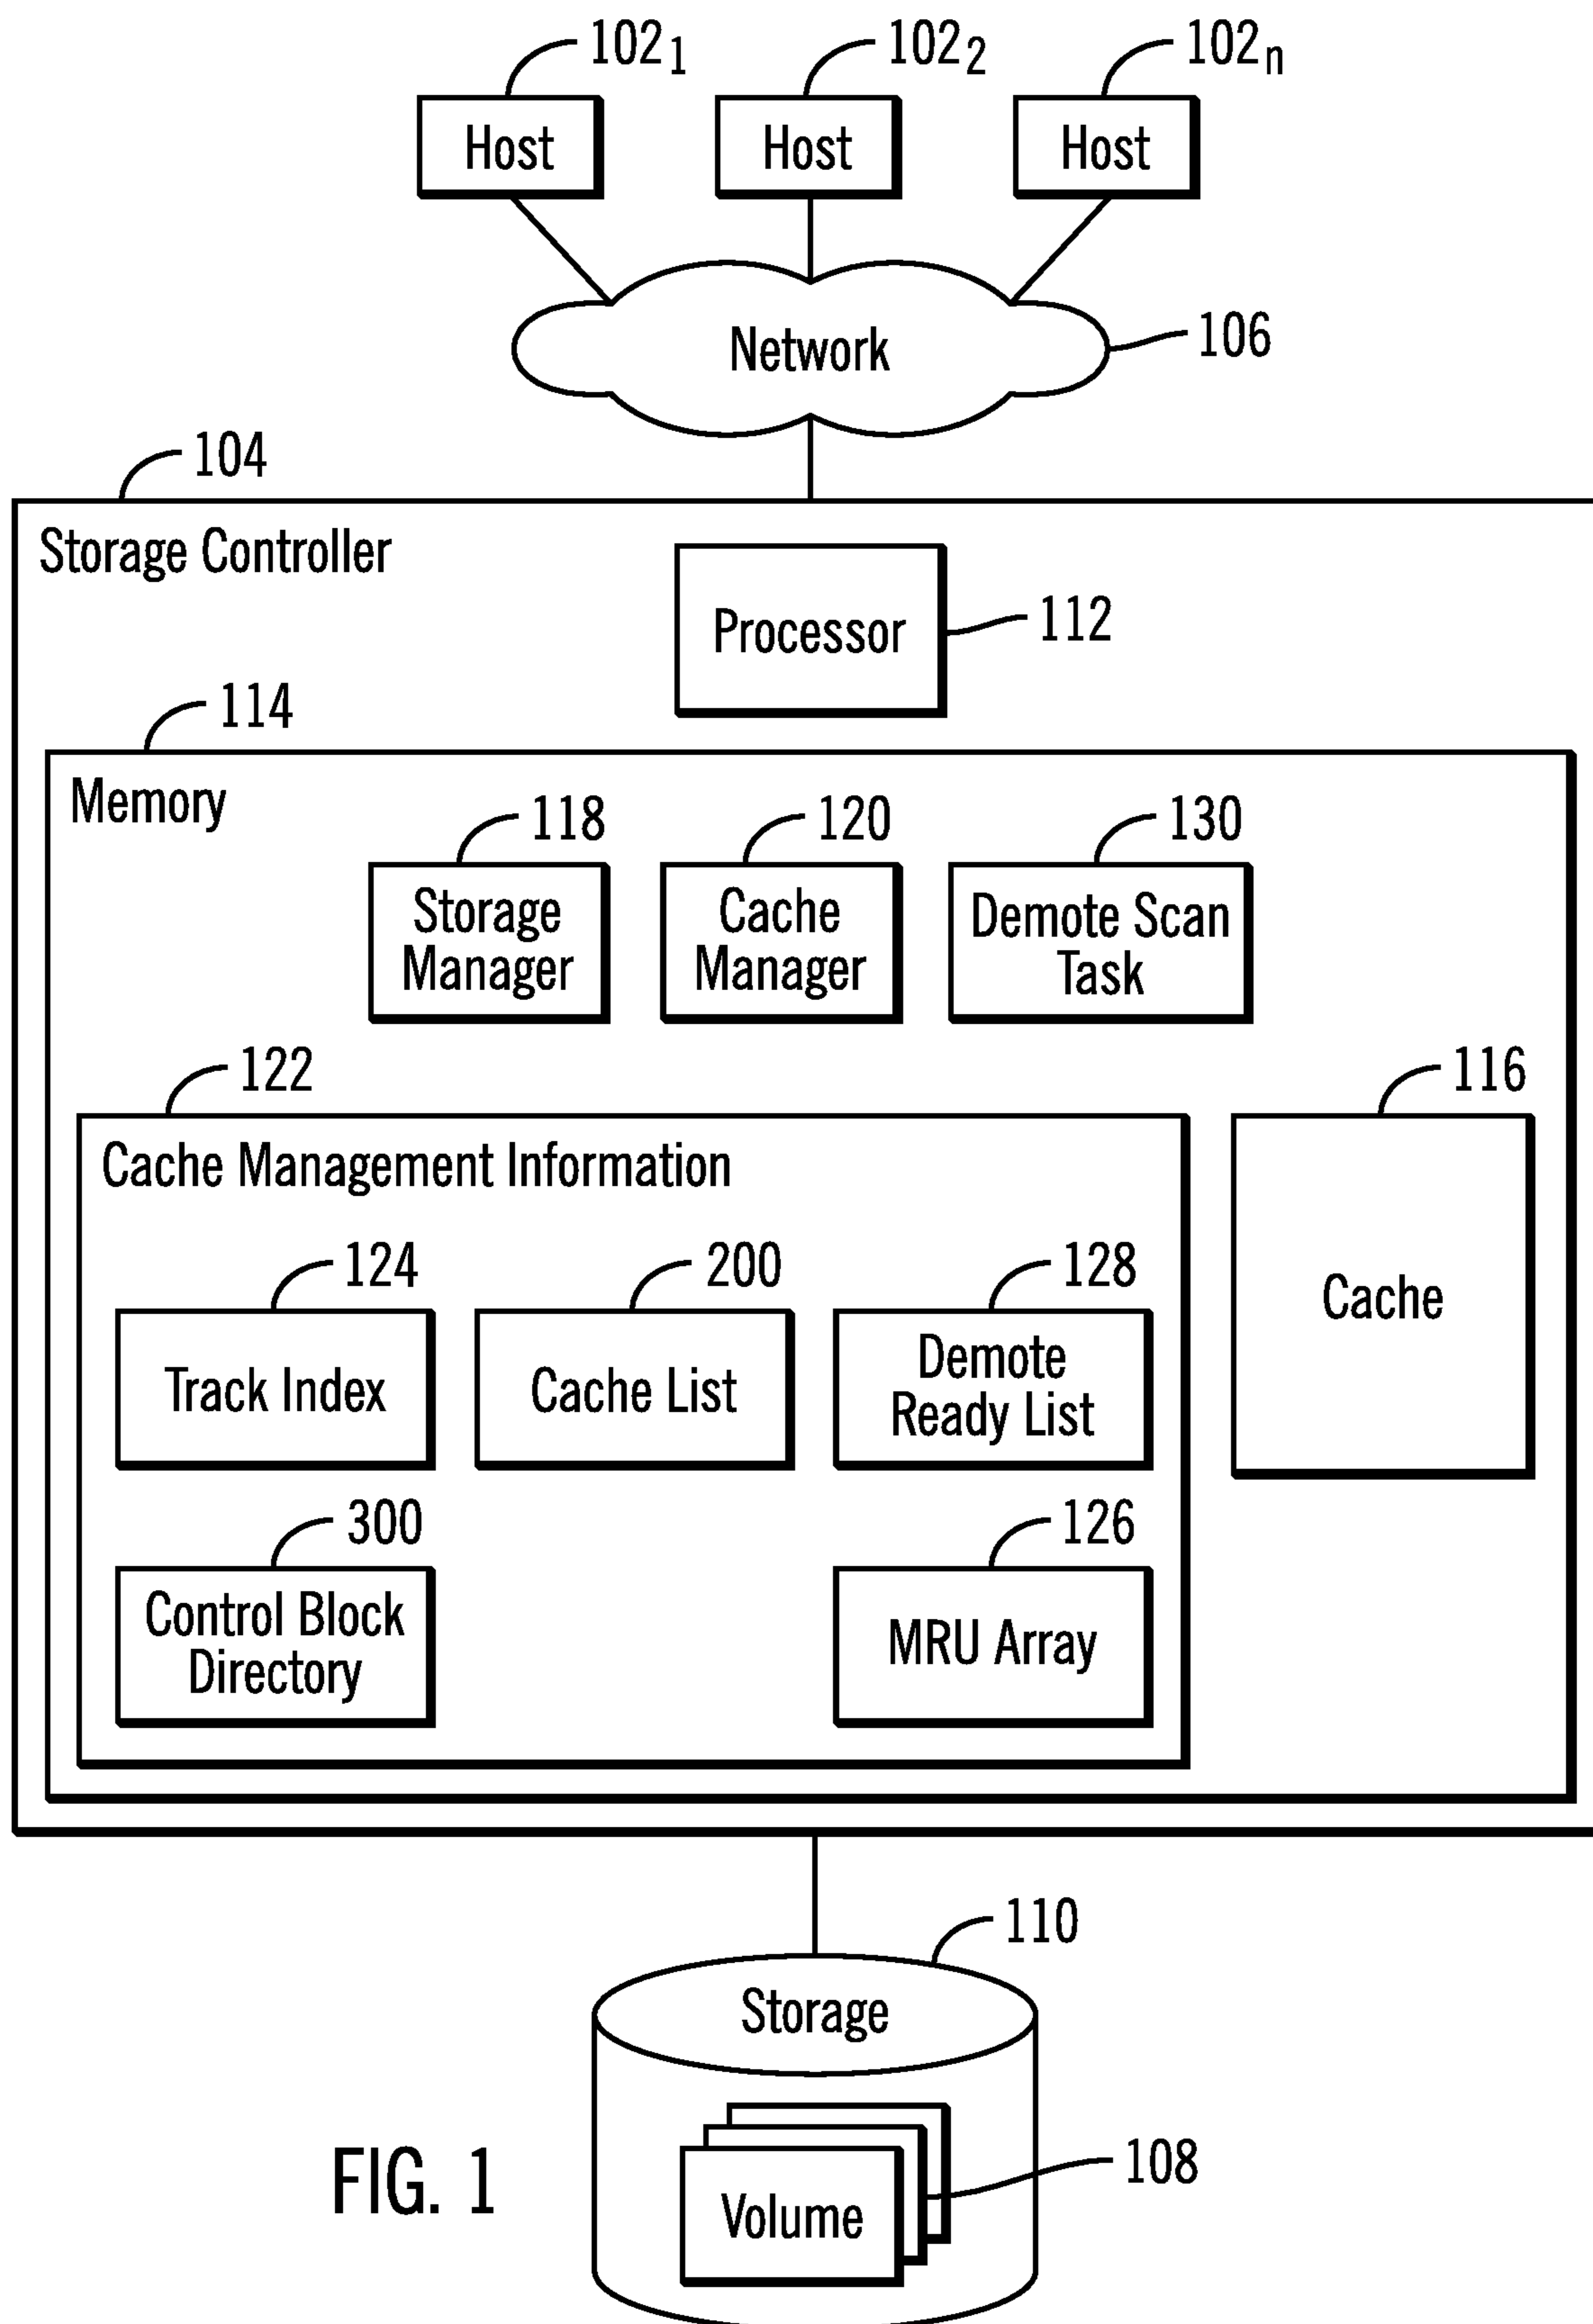 102₁
102₂
102ₙ
Host
Host
Host
Network
106
104
Storage Controller
Processor
112
114
Memory
118
120
130
Storage
Manager
Cache
Manager
Demote Scan
Task
122
116
Cache Management Information
124
200
128
Track Index
Cache List
Demote
Ready List
Cache
300
126
Control Block
Directory
MRU Array
110
Storage
108
Volume
FIG. 1